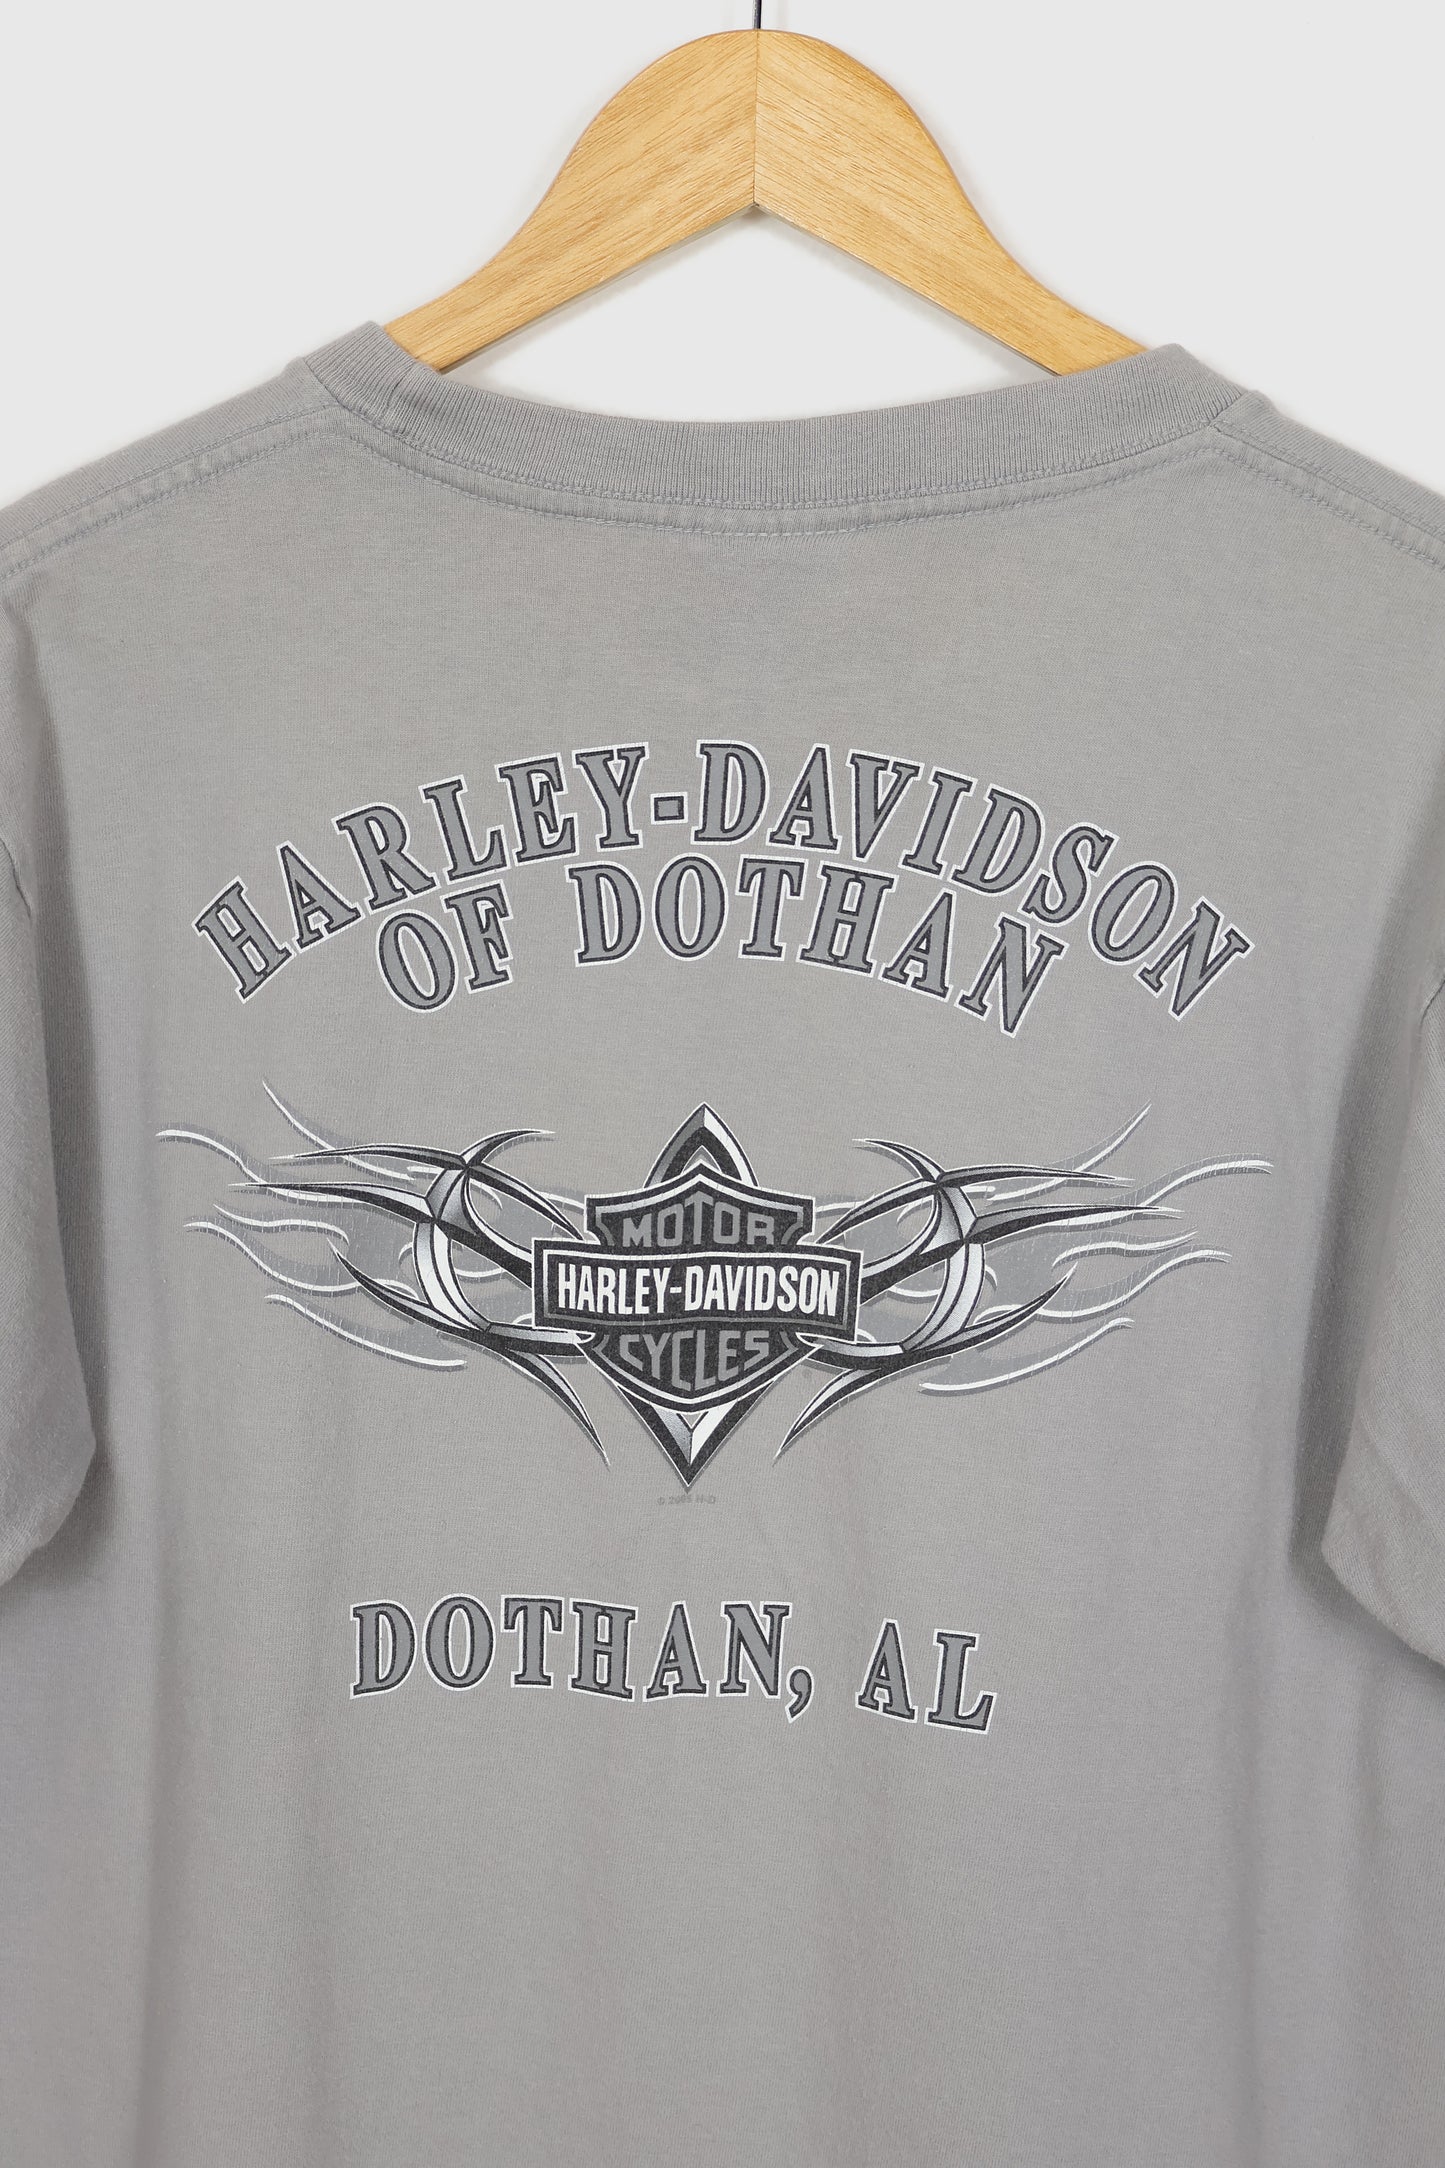 HARLEY-DAVIDSON
OF DOTHAN
MOTOR
HARLEY-DAVIDSON
CYCLES
DOTHAN, AL